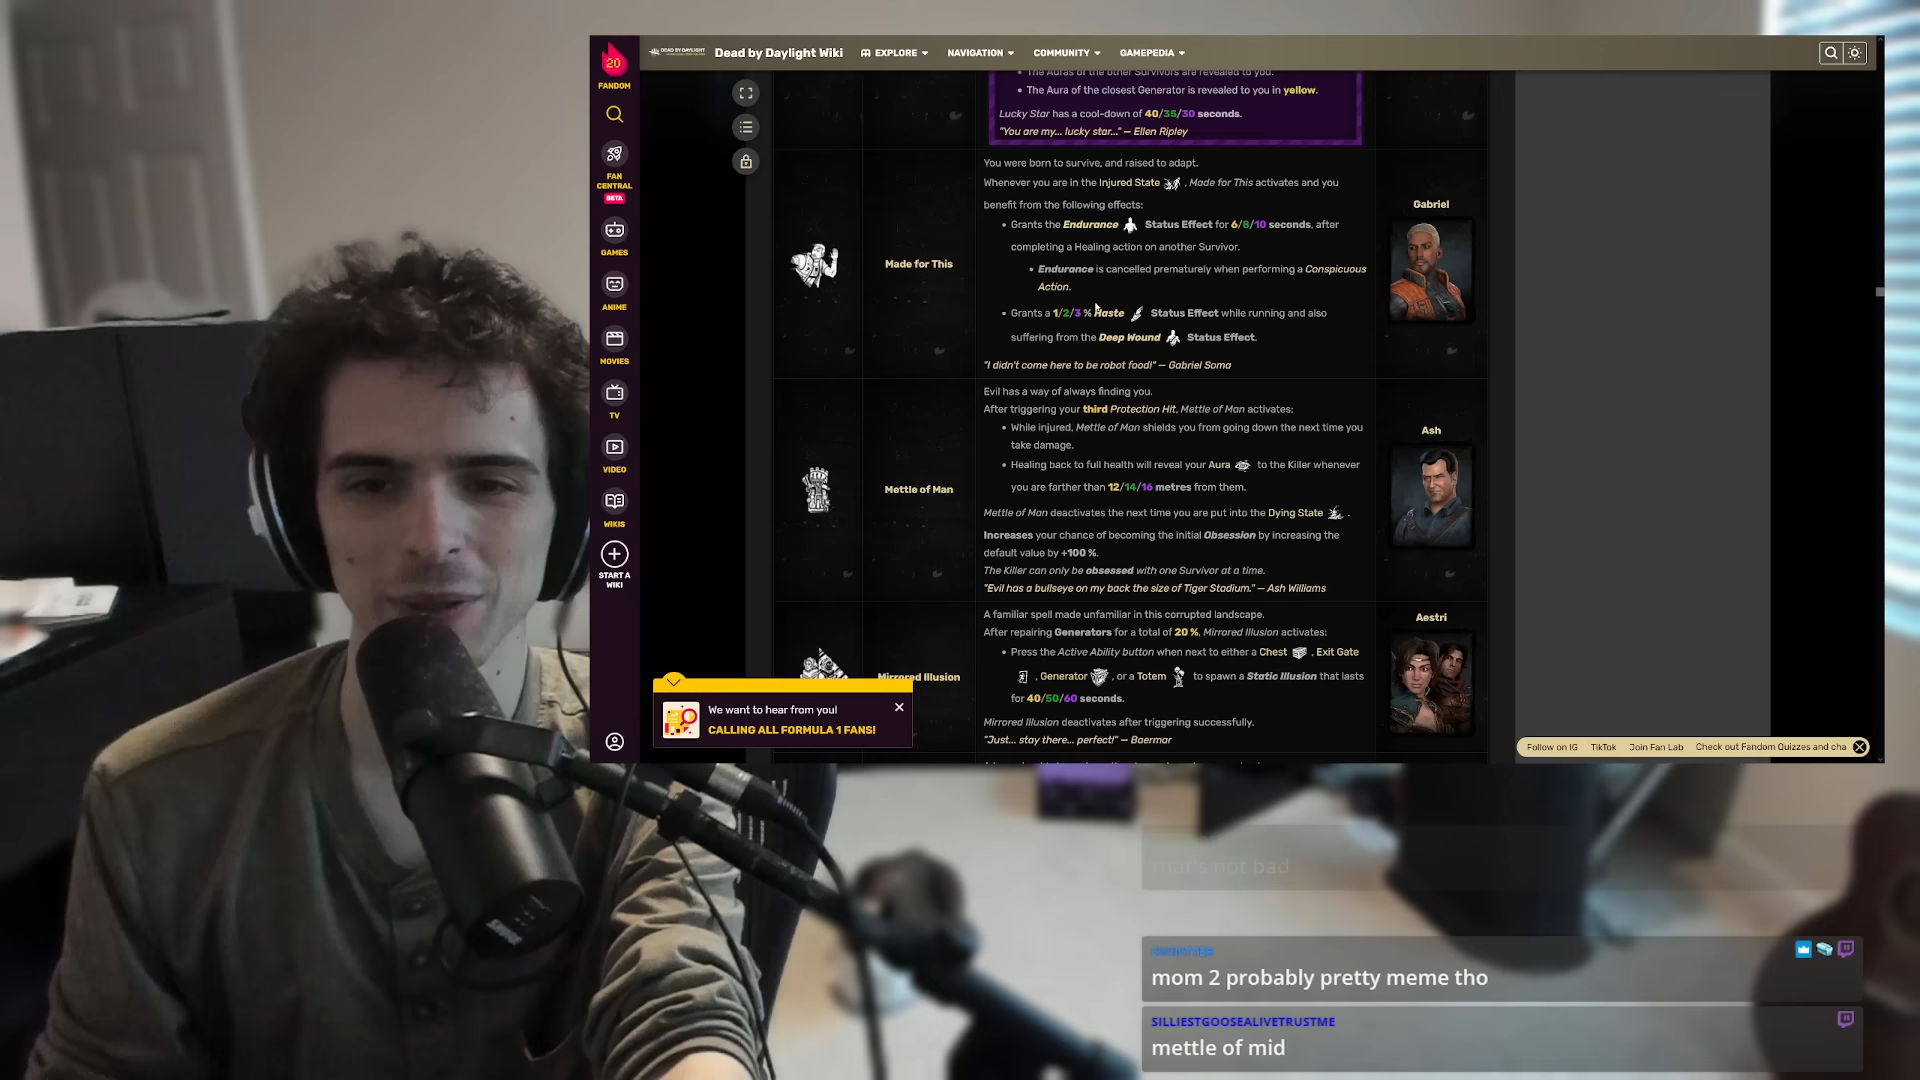 20
FANDOM
FAN
CENTRAL
BETA
GAMES
ANIME
MOVIES
TV
VIDEO
WIKIS
START A
WIKI
DEAD BY DAYLIGHT
Dead by Daylight Wiki
EXPLORE
NAVIGATION
COMMUNITY
GAMEPEDIA
• The Auras of the other Survivors are revealed to you.
• The Aura of the closest Generator is revealed to you in yellow.
Lucky Star has a cool-down of 40/35/30 seconds.
"You are my... lucky star..." — Ellen Ripley
Made for This
You were born to survive, and raised to adapt.
Whenever you are in the Injured State , Made for This activates and you
benefit from the following effects:
• Grants the Endurance Status Effect for 6/8/10 seconds, after
completing a Healing action on another Survivor.
• Endurance is cancelled prematurely when performing a Conspicuous
Action.
• Grants a 1/2/3 % Haste Status Effect while running and also
suffering from the Deep Wound Status Effect.
"I didn't come here to be robot food!" — Gabriel Soma
Gabriel
Mettle of Man
Evil has a way of always finding you.
After triggering your third Protection Hit, Mettle of Man activates:
• While injured, Mettle of Man shields you from going down the next time you
take damage.
• Healing back to full health will reveal your Aura to the Killer whenever
you are farther than 12/14/16 metres from them.
Mettle of Man deactivates the next time you are put into the Dying State .
Increases your chance of becoming the initial Obsession by increasing the
default value by +100 %.
The Killer can only be obsessed with one Survivor at a time.
"Evil has a bullseye on my back the size of Tiger Stadium." — Ash Williams
Ash
Mirrored Illusion
A familiar spell made unfamiliar in this corrupted landscape.
After repairing Generators for a total of 20 %, Mirrored Illusion activates:
• Press the Active Ability button when next to either a Chest , Exit Gate
, Generator , or a Totem to spawn a Static Illusion that lasts
for 40/50/60 seconds.
Mirrored Illusion deactivates after triggering successfully.
"Just... stay there... perfect!" — Baermar
Aestri
We want to hear from you!
CALLING ALL FORMULA 1 FANS!
Follow on IG
TikTok
Join Fan Lab
Check out Fandom Quizzes and cha
SHURE
that's not bad
mom 2 probably pretty meme tho
SILLIESTGOOSEALIVETRUSTME
mettle of mid